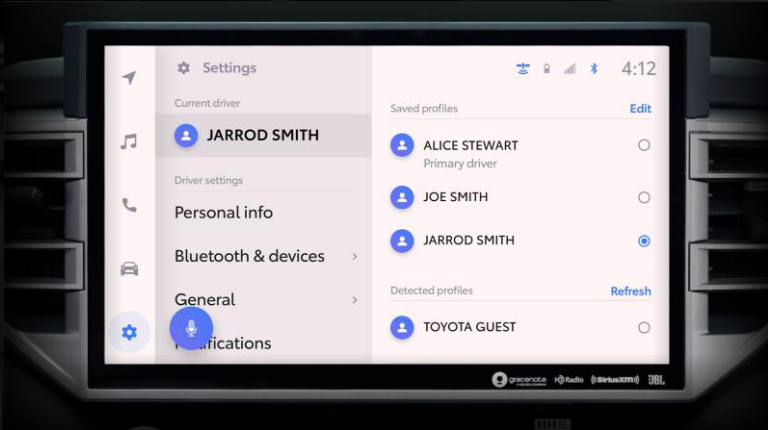 Settings
4:12
Current driver
JARROD SMITH
Driver settings
Personal info
Bluetooth & devices
General
Saved profiles
Edit
ALICE STEWART
Primary driver
JOE SMITH
JARROD SMITH
Detected profiles
Refresh
TOYOTA GUEST
gracenote
HD Radio
((SiriusXM))
JBL